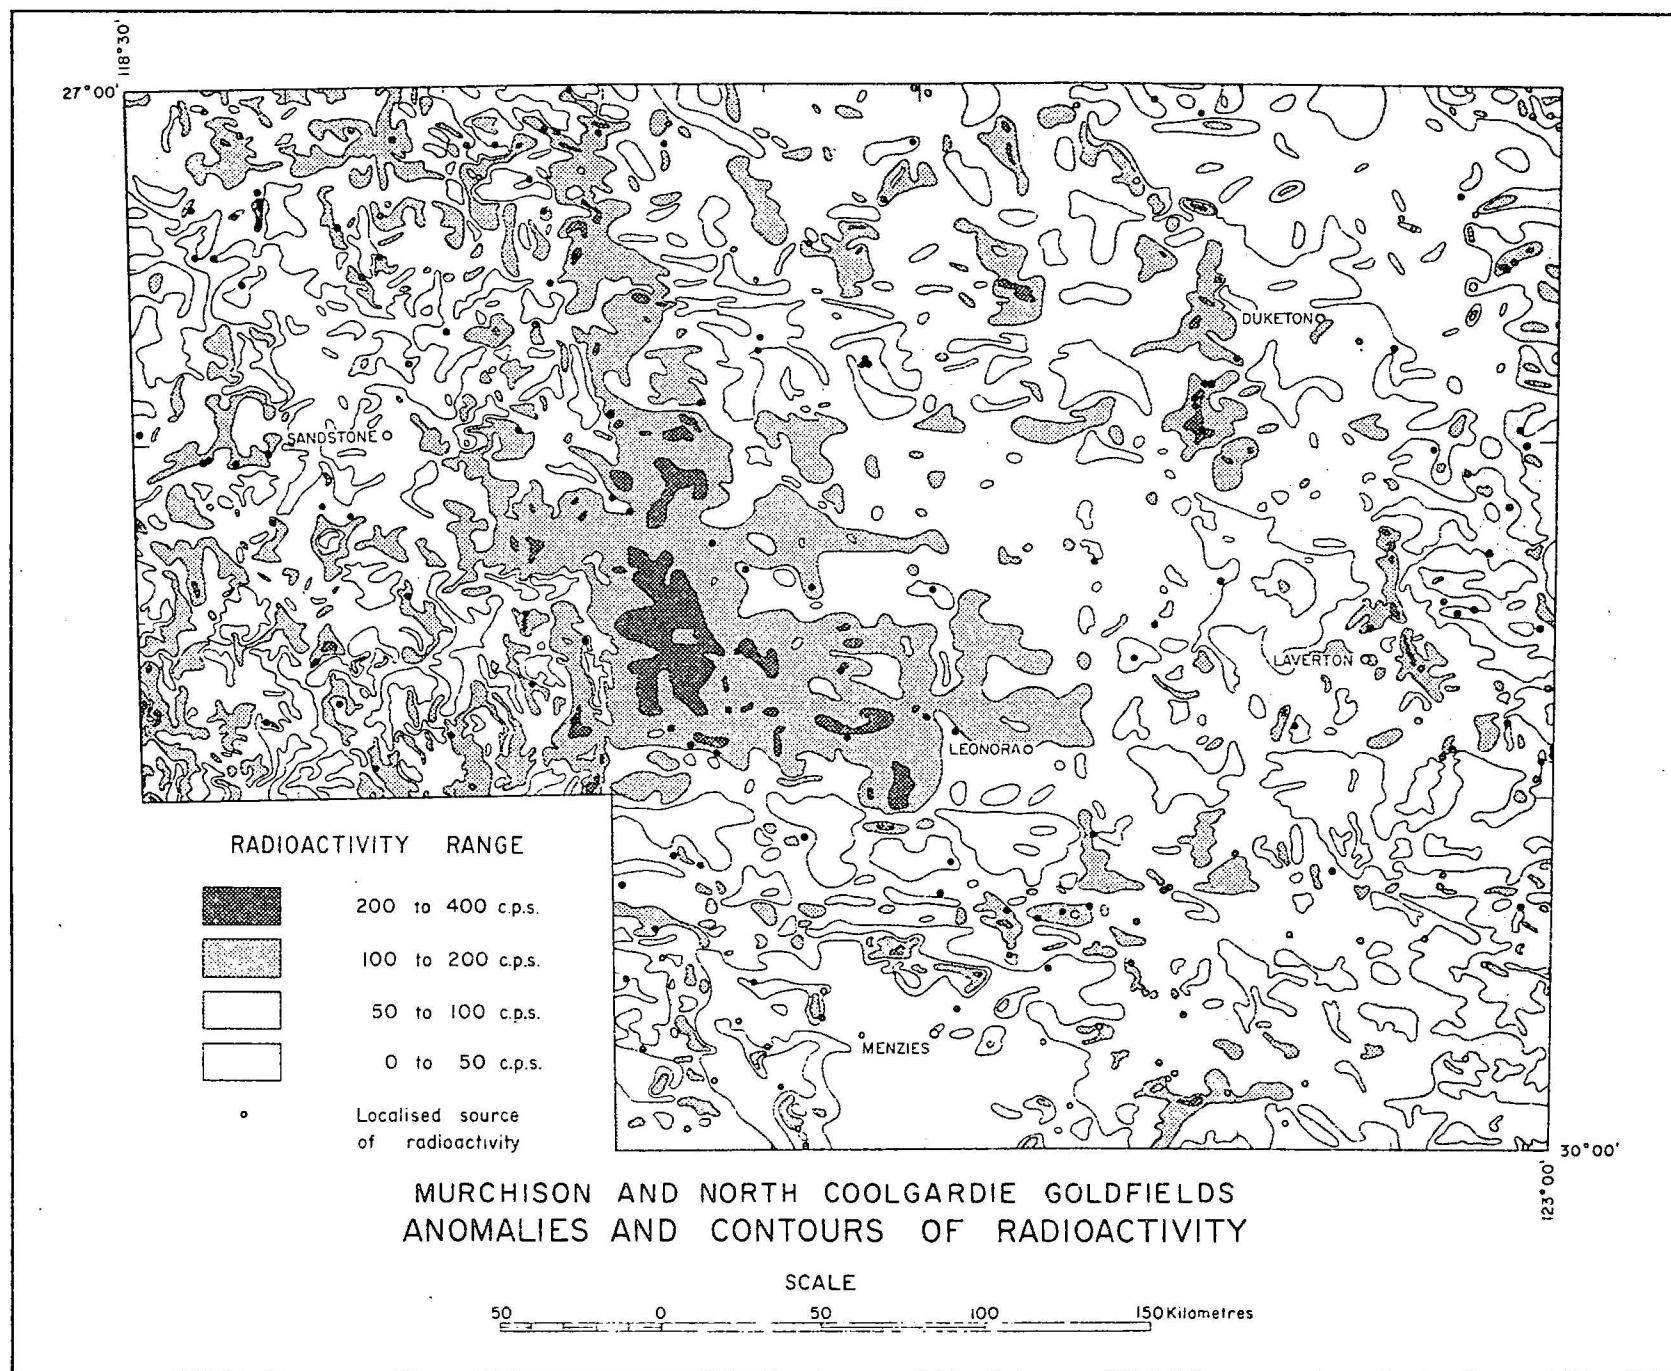 118°30'
27°00'
DUKETON
SANDSTONE
LAVERTON
LEONORA
RADIOACTIVITY RANGE
200 to 400 c.p.s.
100 to 200 c.p.s.
50 to 100 c.p.s.
0 to 50 c.p.s.
MENZIES
Localised source
of radioactivity
30°00'
123°00'
MURCHISON AND NORTH COOLGARDIE GOLDFIELDS
ANOMALIES AND CONTOURS OF RADIOACTIVITY
SCALE
50 0 50 100 150 Kilometres